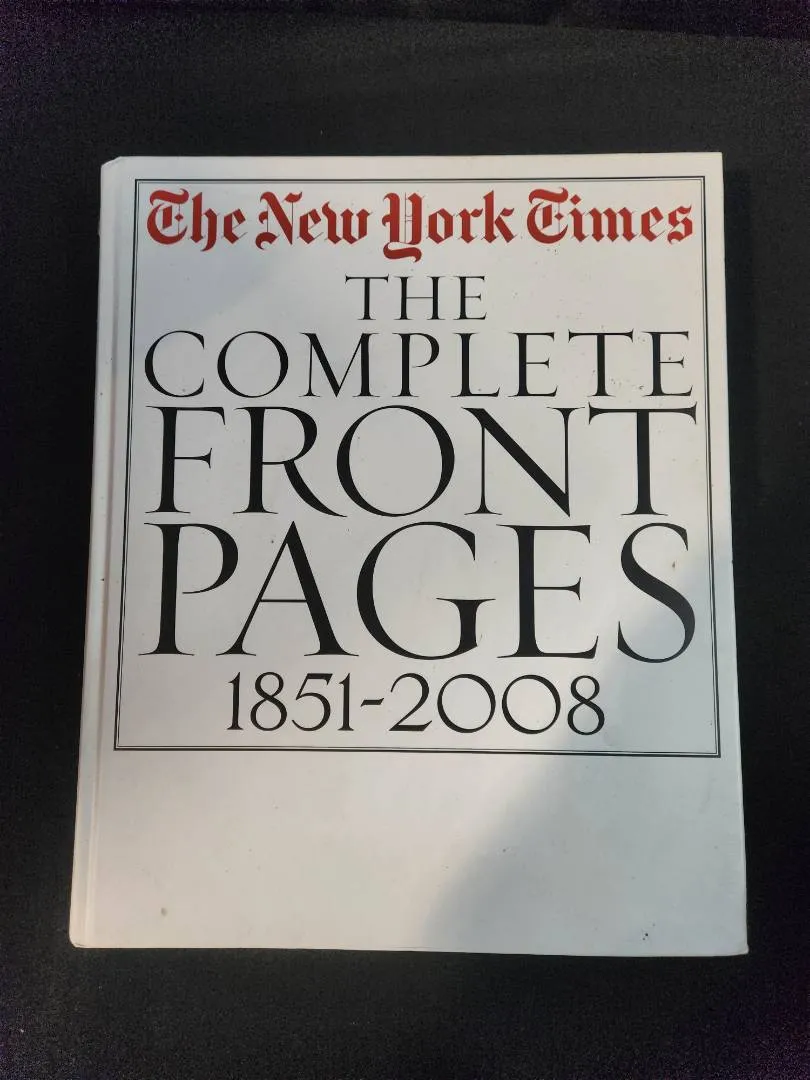 The New York Times
THE
COMPLETE
FRONT
PAGES
1851-2008